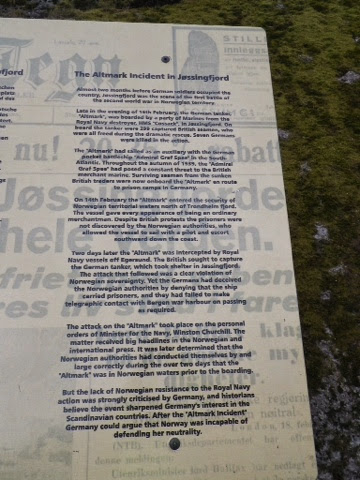 The Altmark Incident in Jøssingfjord
Almost two months before German soldiers occupied the
country, Jøssingfjord was the scene of the first battle of
the second world war in Norwegian territory.
Late in the evening of 16th February, the German tanker,
"Altmark", was boarded by a party of Marines from the
Royal Navy destroyer, HMS "Cossack", in Jøssingfjord. On
board the tanker were 299 captured British seamen, who
were all freed during the dramatic rescue. Seven Germans
were killed in the action.
The "Altmark" had sailed as an auxiliary with the German
pocket battleship "Admiral Graf Spee" in the South
Atlantic. Throughout the autumn of 1939, the "Admiral
Graf Spee" had posed a constant threat to the British
merchant marine. Surviving seamen from the sunken
British traders were now onboard the "Altmark" en route
to prison camps in Germany.
On 14th February the "Altmark" entered the security of
Norwegian territorial waters north of Trondheim fjord.
The vessel gave every appearance of being an ordinary
merchantman. Despite British protests the prisoners were
not discovered by the Norwegian authorities, who
allowed the vessel to sail with a pilot and escort
southward down the coast.
Two days later the "Altmark" was intercepted by Royal
Navy vessels off Egersund. The British sought to capture
the German tanker, which took shelter in Jøssingfjord.
The attack that followed was a clear violation of
Norwegian sovereignty. Yet the Germans had deceived
the Norwegian authorities by denying that the ship
carried prisoners, and they had failed to make
telegraphic contact with Bergen war harbour on passing
as required.
The attack on the "Altmark" took place on the personal
orders of Minister for the Navy, Winston Churchill. The
matter received big headlines in the Norwegian and
international press. It was later determined that the
Norwegian authorities had conducted themselves by and
large correctly during the over two days that the
"Altmark" was in Norwegian waters prior to the boarding.
But the lack of Norwegian resistance to the Royal Navy
action was strongly criticised by Germany, and historians
believe the event sharpened Germany's interest in the
Scandinavian countries. After the "Altmark Incident"
Germany could argue that Norway was incapable of
defending her neutrality.